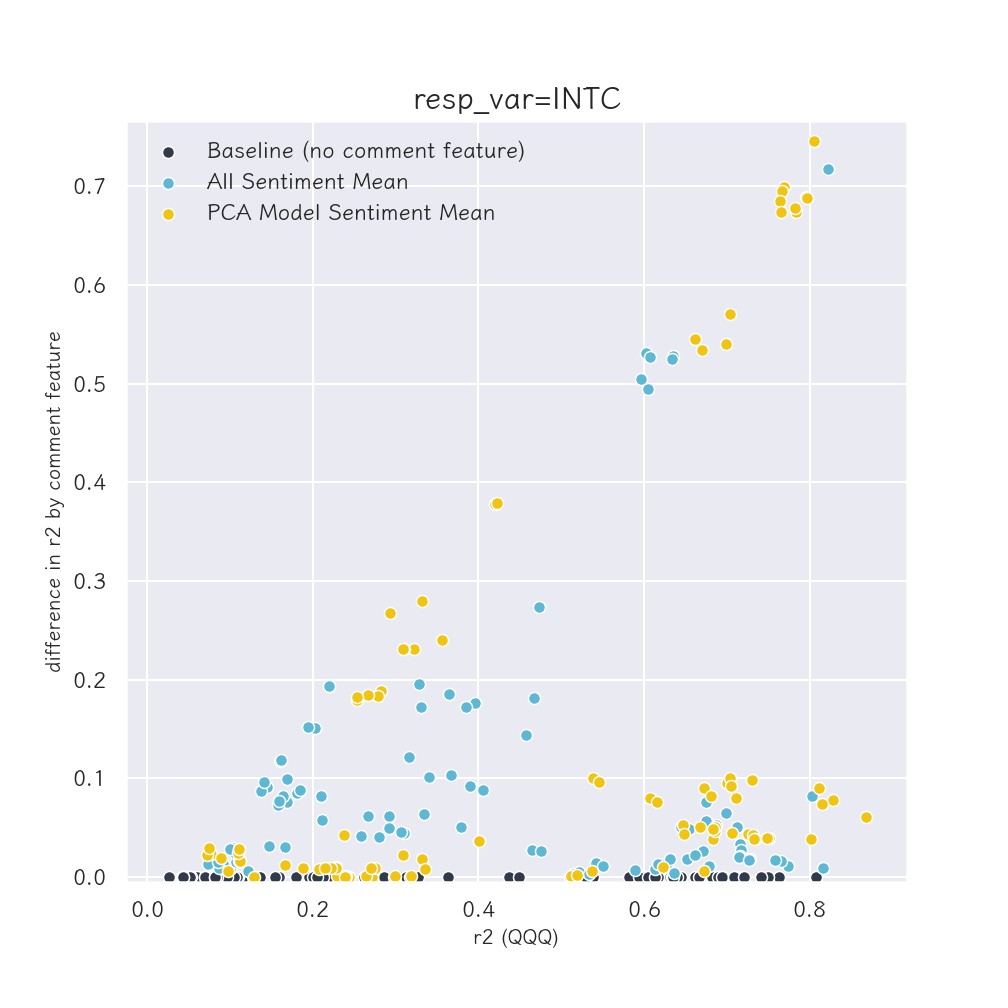 resp_var=INTC
Baseline (no comment feature)
All Sentiment Mean
PCA Model Sentiment Mean
difference in r2 by comment feature
0.7
0.6
0.5
0.4
0.3
0.2
0.1
0.0
0.0 0.2 0.4 0.6 0.8
r2 (QQQ)